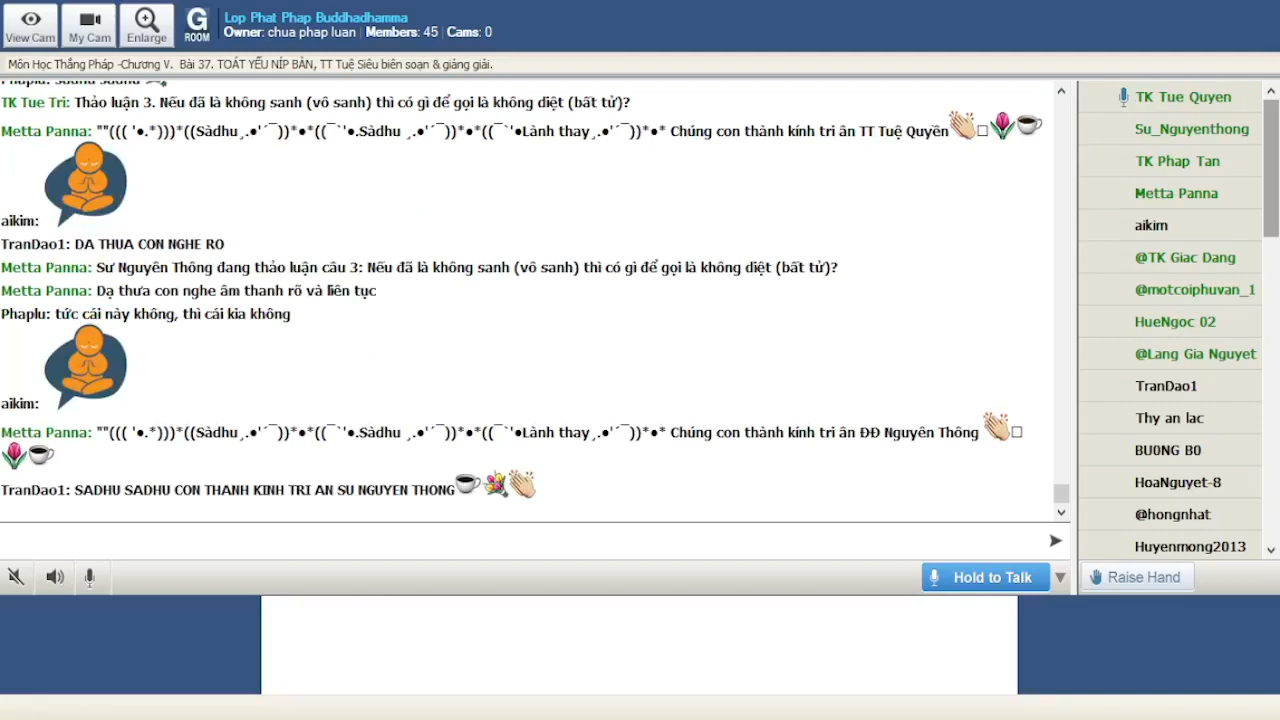 View Cam
My Cam
Enlarge
G
ROOM
Lop Phat Phap Buddhadhamma
Owner: chua phap luan | Members: 45 | Cams: 0
Môn Học Thắng Pháp -Chương V.  Bài 37. TOÁT YẾU NÍP BÀN, TT Tuệ Siêu biên soạn & giảng giải.
TK Tue Tri: Thảo luận 3. Nếu đã là không sanh (vô sanh) thì có gì để gọi là không diệt (bất tử)?
Metta Panna: ""((( '•.*)))*((Sàdhu¸.•'´¯))*•*((¯`'•.Sàdhu ¸.•'´¯))*•*((¯`'•Lành thay¸.•'´¯))*•* Chúng con thành kính tri ân TT Tuệ Quyền
aikim:
TranDao1: DA THUA CON NGHE RO
Metta Panna: Sư Nguyên Thông đang thảo luận câu 3: Nếu đã là không sanh (vô sanh) thì có gì để gọi là không diệt (bất tử)?
Metta Panna: Dạ thưa con nghe âm thanh rõ và liên tục
Phaplu: tức cái này không, thì cái kia không
aikim:
Metta Panna: ""((( '•.*)))*((Sàdhu¸.•'´¯))*•*((¯`'•.Sàdhu ¸.•'´¯))*•*((¯`'•Lành thay¸.•'´¯))*•* Chúng con thành kính tri ân ĐĐ Nguyên Thông
TranDao1: SADHU SADHU CON THANH KINH TRI AN SU NGUYEN THONG
Hold to Talk
TK Tue Quyen
Su_Nguyenthong
TK Phap Tan
Metta Panna
aikim
@TK Giac Dang
@motcoiphuvan_1
HueNgoc 02
@Lang Gia Nguyet
TranDao1
Thy an lac
BU0NG B0
HoaNguyet-8
@hongnhat
Huyenmong2013
Raise Hand